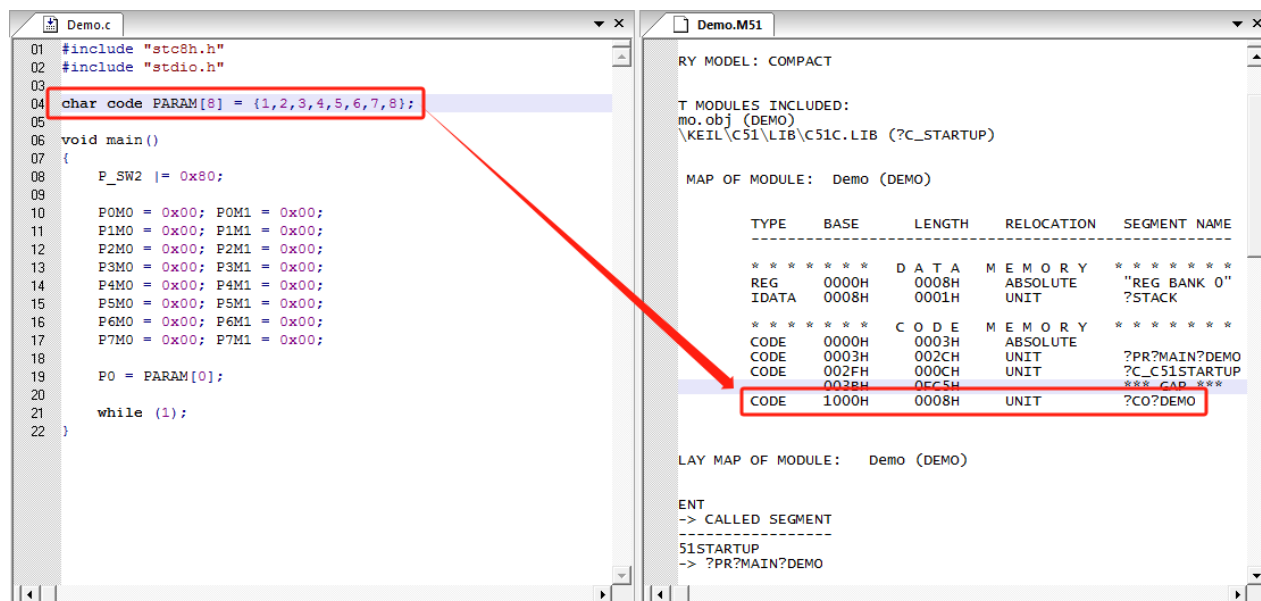 Demo.c
01 #include "stc8h.h"
02 #include "stdio.h"
03
04 char code PARAM[8] = {1,2,3,4,5,6,7,8};
05
06 void main()
07 {
08     P_SW2 |= 0x80;
09
10     P0M0 = 0x00; P0M1 = 0x00;
11     P1M0 = 0x00; P1M1 = 0x00;
12     P2M0 = 0x00; P2M1 = 0x00;
13     P3M0 = 0x00; P3M1 = 0x00;
14     P4M0 = 0x00; P4M1 = 0x00;
15     P5M0 = 0x00; P5M1 = 0x00;
16     P6M0 = 0x00; P6M1 = 0x00;
17     P7M0 = 0x00; P7M1 = 0x00;
18
19     P0 = PARAM[0];
20
21     while (1);
22 }
Demo.M51
RY MODEL: COMPACT
T MODULES INCLUDED:
mo.obj (DEMO)
\KEIL\C51\LIB\C51C.LIB (?C_STARTUP)
MAP OF MODULE:  Demo (DEMO)
TYPE    BASE      LENGTH    RELOCATION   SEGMENT NAME
-----------------------------------------------------
* * * * * * *   D A T A   M E M O R Y   * * * * * * *
REG     0000H     0008H     ABSOLUTE     "REG BANK 0"
IDATA   0008H     0001H     UNIT         ?STACK
* * * * * * *   C O D E   M E M O R Y   * * * * * * *
CODE    0000H     0003H     ABSOLUTE
CODE    0003H     002CH     UNIT         ?PR?MAIN?DEMO
CODE    002FH     000CH     UNIT         ?C_C51STARTUP
003BH     0FC5H                  *** GAP ***
CODE    1000H     0008H     UNIT         ?CO?DEMO
LAY MAP OF MODULE:   Demo (DEMO)
ENT
-> CALLED SEGMENT
-----------------
51STARTUP
-> ?PR?MAIN?DEMO